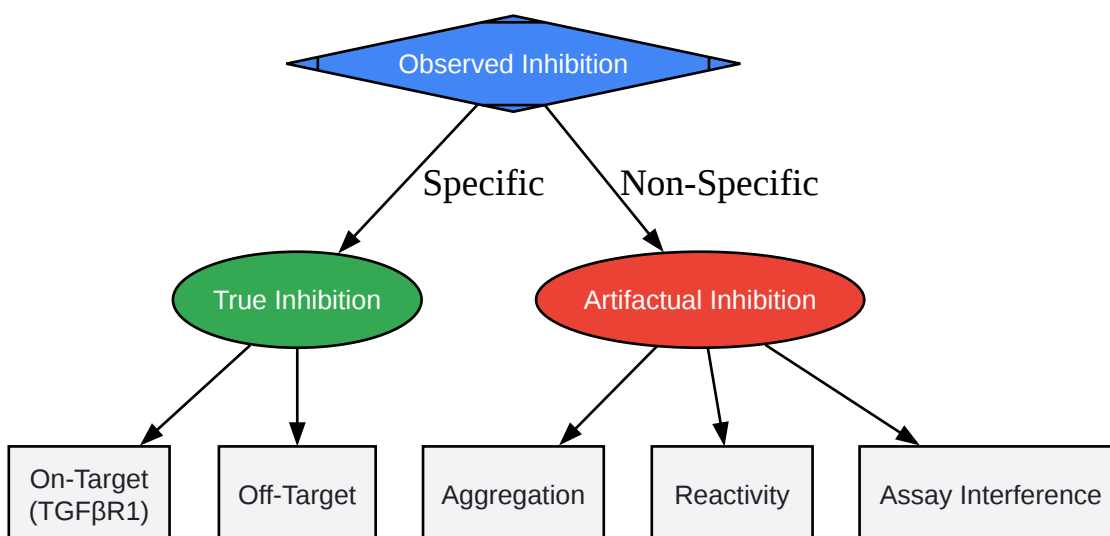 Observed Inhibition
Specific
Non-Specific
True Inhibition
Artifactual Inhibition
On-Target
(TGFβR1)
Off-Target
Aggregation
Reactivity
Assay Interference